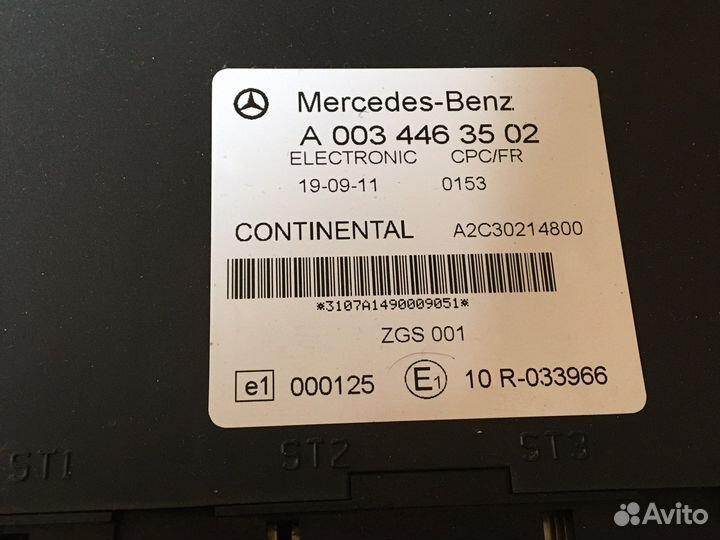 Mercedes-Benz
A 003 446 35 02
ELECTRONIC CPC/FR
19-09-11 0153
CONTINENTAL A2C30214800
*3107A1490009051*
ZGS 001
e1 000125 E1 10 R-033966
ST1 ST2 ST3
Avito